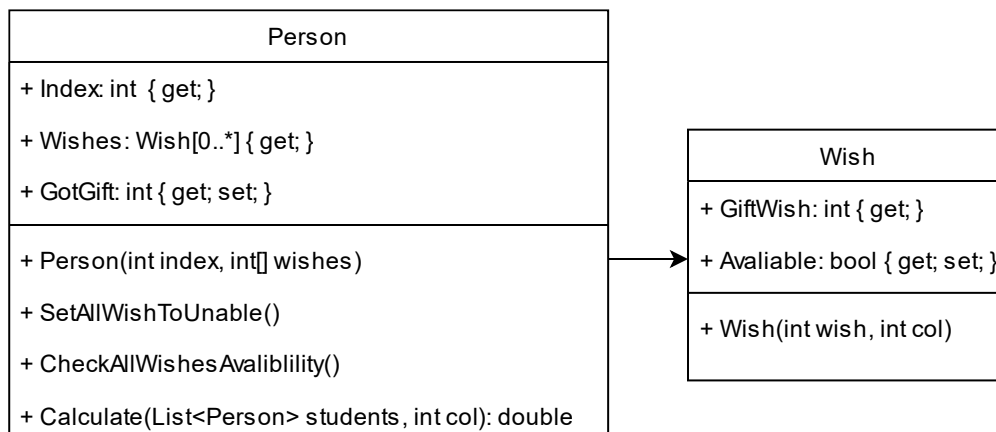 Person
+ Index: int { get; }
+ Wishes: Wish[0..*] { get; }
+ GotGift: int { get; set; }
+ Person(int index, int[] wishes)
+ SetAllWishToUnable()
+ CheckAllWishesAvaliblility()
+ Calculate(List<Person> students, int col): double
Wish
+ GiftWish: int { get; }
+ Avaliable: bool { get; set; }
+ Wish(int wish, int col)